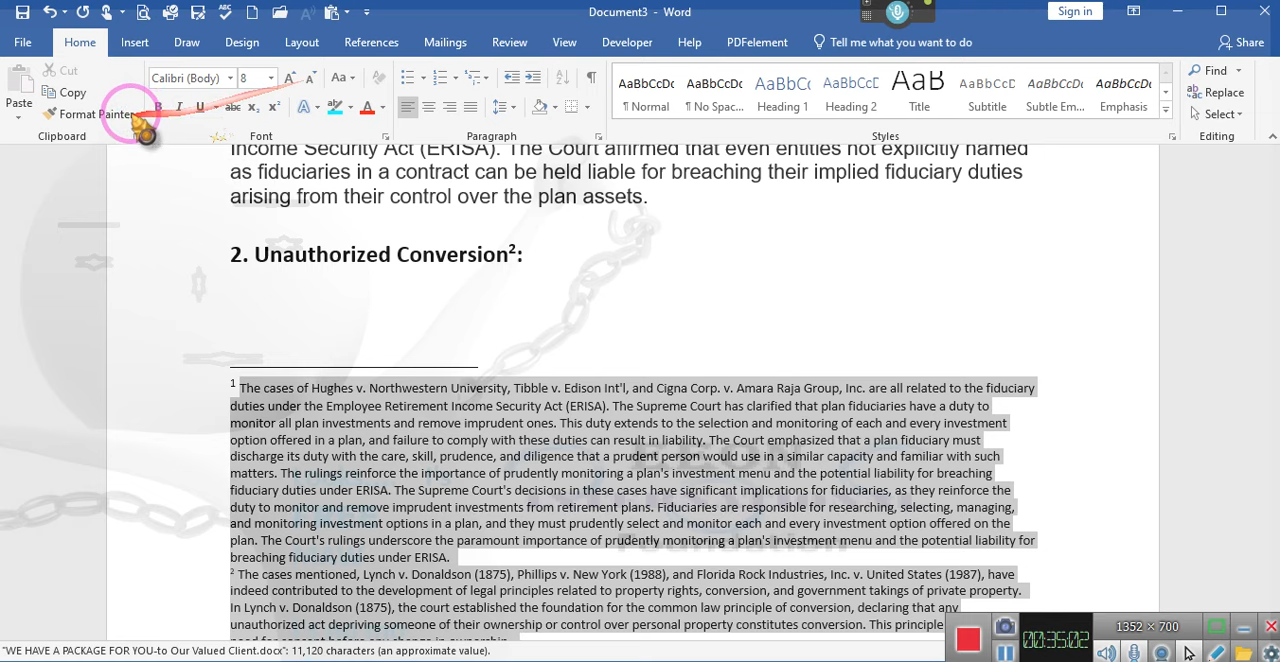 Document3 - Word
Sign in
File Home Insert Draw Design Layout References Mailings Review View Developer Help PDFelement Tell me what you want to do Share
Paste
Cut
Copy
Format Painter
Clipboard
Calibri (Body) 8
Font
Paragraph
AaBbCcDc AaBbCcDc AaBbCcD AaBbCcD AaB AaBbCcD AaBbCcDc AaBbCcDc
¶ Normal ¶ No Spac... Heading 1 Heading 2 Title Subtitle Subtle Em... Emphasis
Styles
Find
Replace
Select
Editing
Income Security Act (ERISA). The Court affirmed that even entities not explicitly named
as fiduciaries in a contract can be held liable for breaching their implied fiduciary duties
arising from their control over the plan assets.
2. Unauthorized Conversion²:
1 The cases of Hughes v. Northwestern University, Tibble v. Edison Int'l, and Cigna Corp. v. Amara Raja Group, Inc. are all related to the fiduciary
duties under the Employee Retirement Income Security Act (ERISA). The Supreme Court has clarified that plan fiduciaries have a duty to
monitor all plan investments and remove imprudent ones. This duty extends to the selection and monitoring of each and every investment
option offered in a plan, and failure to comply with these duties can result in liability. The Court emphasized that a plan fiduciary must
discharge its duty with the care, skill, prudence, and diligence that a prudent person would use in a similar capacity and familiar with such
matters. The rulings reinforce the importance of prudently monitoring a plan's investment menu and the potential liability for breaching
fiduciary duties under ERISA. The Supreme Court's decisions in these cases have significant implications for fiduciaries, as they reinforce the
duty to monitor and remove imprudent investments from retirement plans. Fiduciaries are responsible for researching, selecting, managing,
and monitoring investment options in a plan, and they must prudently select and monitor each and every investment option offered on the
plan. The Court's rulings underscore the paramount importance of prudently monitoring a plan's investment menu and the potential liability for
breaching fiduciary duties under ERISA.
2 The cases mentioned, Lynch v. Donaldson (1875), Phillips v. New York (1988), and Florida Rock Industries, Inc. v. United States (1987), have
indeed contributed to the development of legal principles related to property rights, conversion, and government takings of private property.
In Lynch v. Donaldson (1875), the court established the foundation for the common law principle of conversion, declaring that any
unauthorized act depriving someone of their ownership or control over personal property constitutes conversion. This principle
need for consent before any change in ownership.
1352 × 700
00:35:02
"WE HAVE A PACKAGE FOR YOU-to Our Valued Client.docx": 11,120 characters (an approximate value).